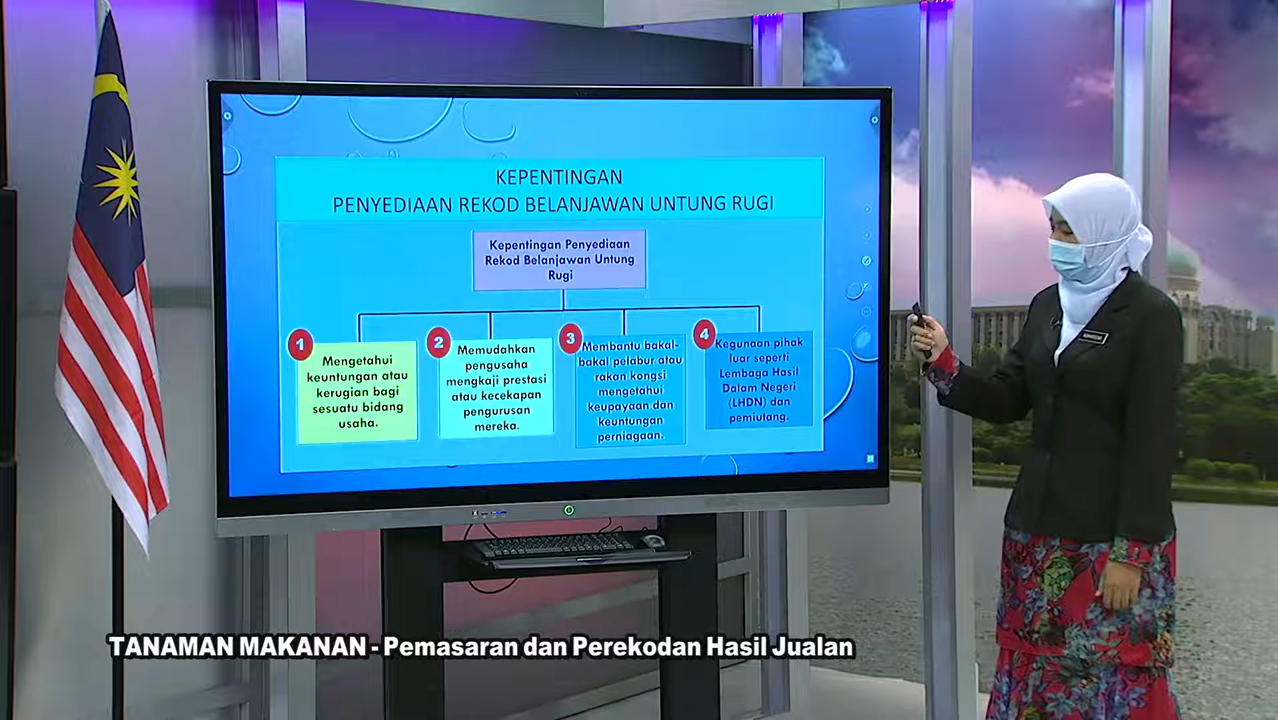 KEPENTINGAN
PENYEDIAAN REKOD BELANJAWAN UNTUNG RUGI
Kepentingan Penyediaan
Rekod Belanjawan Untung
Rugi
1
Mengetahui
keuntungan atau
kerugian bagi
sesuatu bidang
usaha.
2
Memudahkan
pengusaha
mengkaji prestasi
atau kecekapan
pengurusan
mereka.
3
Membantu bakal-
bakal pelabur atau
rakan kongsi
mengetahui
keupayaan dan
keuntungan
perniagaan.
4
Kegunaan pihak
luar seperti
Lembaga Hasil
Dalam Negeri
(LHDN) dan
pemiutang.
TANAMAN MAKANAN - Pemasaran dan Perekodan Hasil Jualan